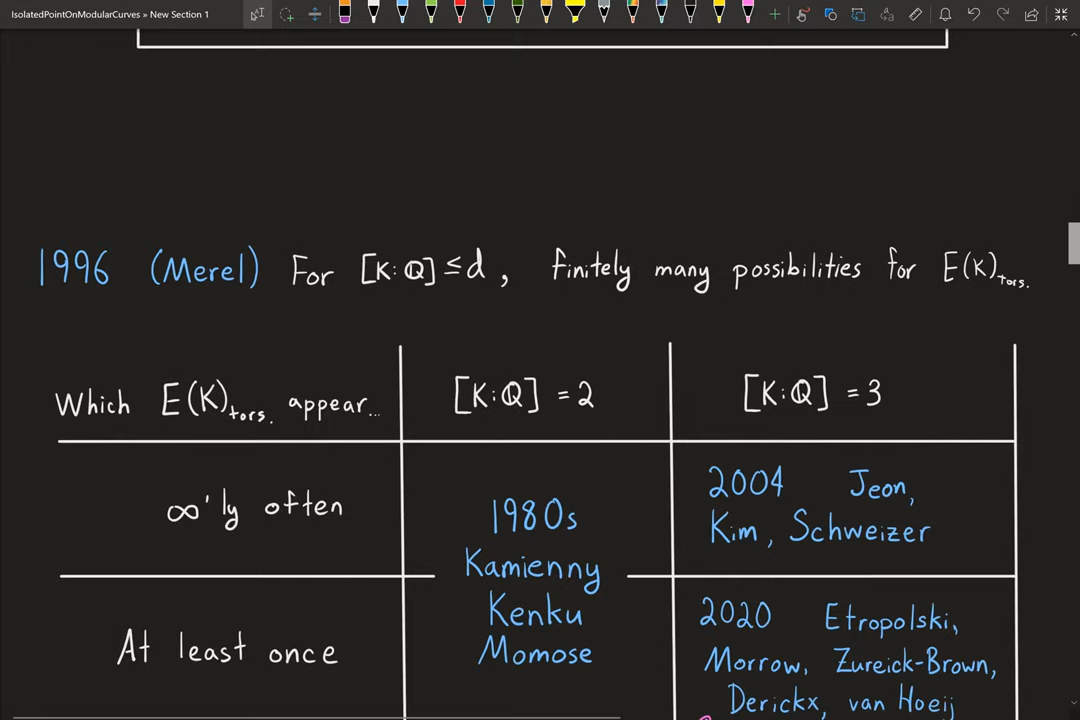 IsolatedPointOnModularCurves » New Section 1
1996 (Merel) For [K:Q] ≤ d, finitely many possibilities for E(K)tors.
Which E(K)tors. appear... [K:Q] = 2 [K:Q] = 3
∞'ly often
1980s
Kamienny
Kenku
Momose
2004 Jeon,
Kim, Schweizer
At least once
2020 Etropolski,
Morrow, Zureick-Brown,
Derickx, van Hoeij